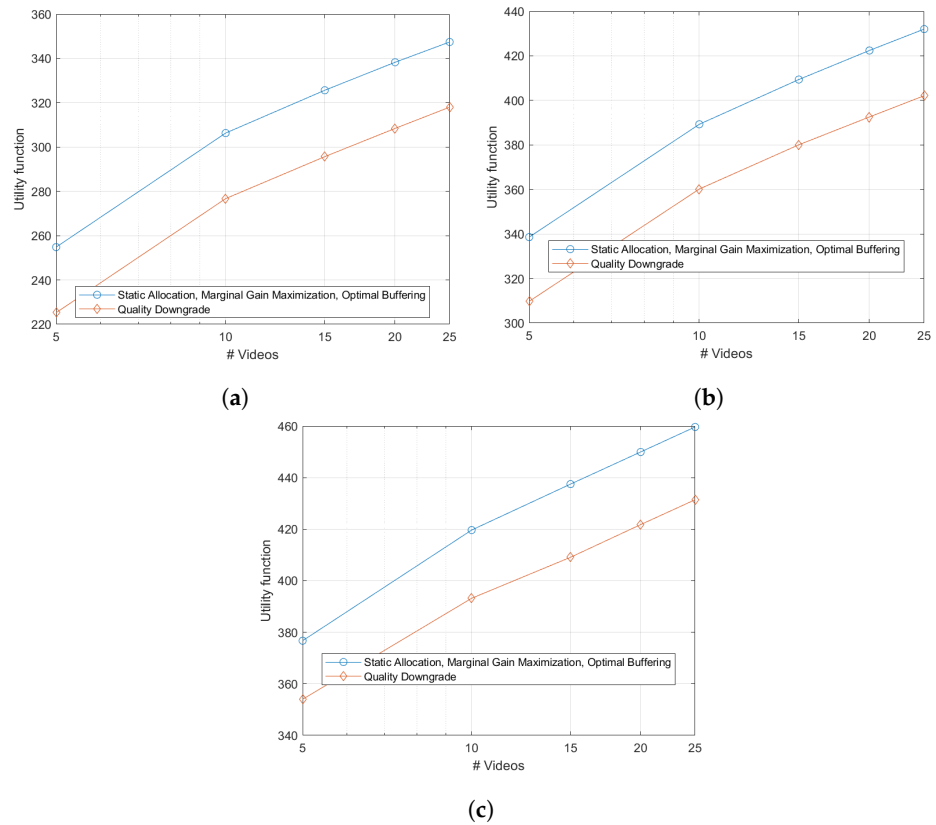 360
340
320
300
280
260
240
220
Utility function
Static Allocation, Marginal Gain Maximization, Optimal Buffering
Quality Downgrade
5 10 15 20 25
# Videos
(a)
440
420
400
380
360
340
320
300
Utility function
Static Allocation, Marginal Gain Maximization, Optimal Buffering
Quality Downgrade
5 10 15 20 25
# Videos
(b)
460
440
420
400
380
360
340
Utility function
Static Allocation, Marginal Gain Maximization, Optimal Buffering
Quality Downgrade
5 10 15 20 25
# Videos
(c)